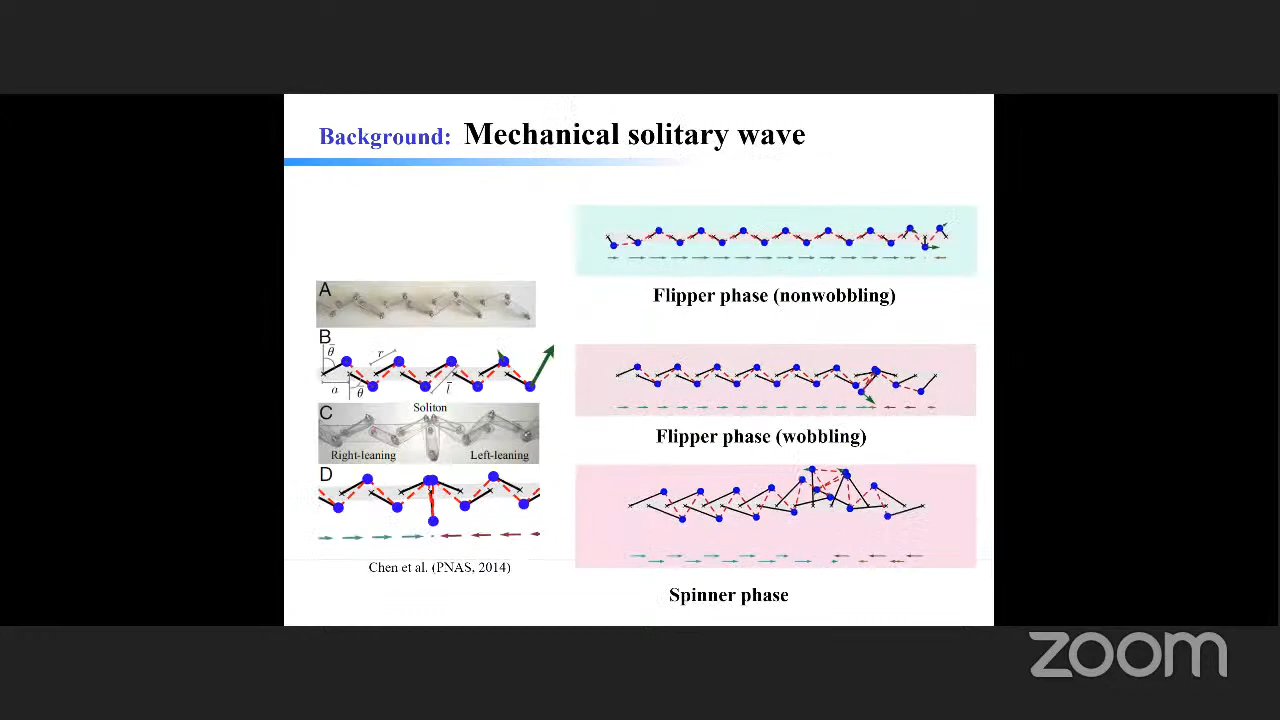 Background: Mechanical solitary wave
A
B
θ̄
r
a
θ̄
l̄
C
Soliton
Right-leaning
Left-leaning
D
Chen et al. (PNAS, 2014)
Flipper phase (nonwobbling)
Flipper phase (wobbling)
Spinner phase
zoom